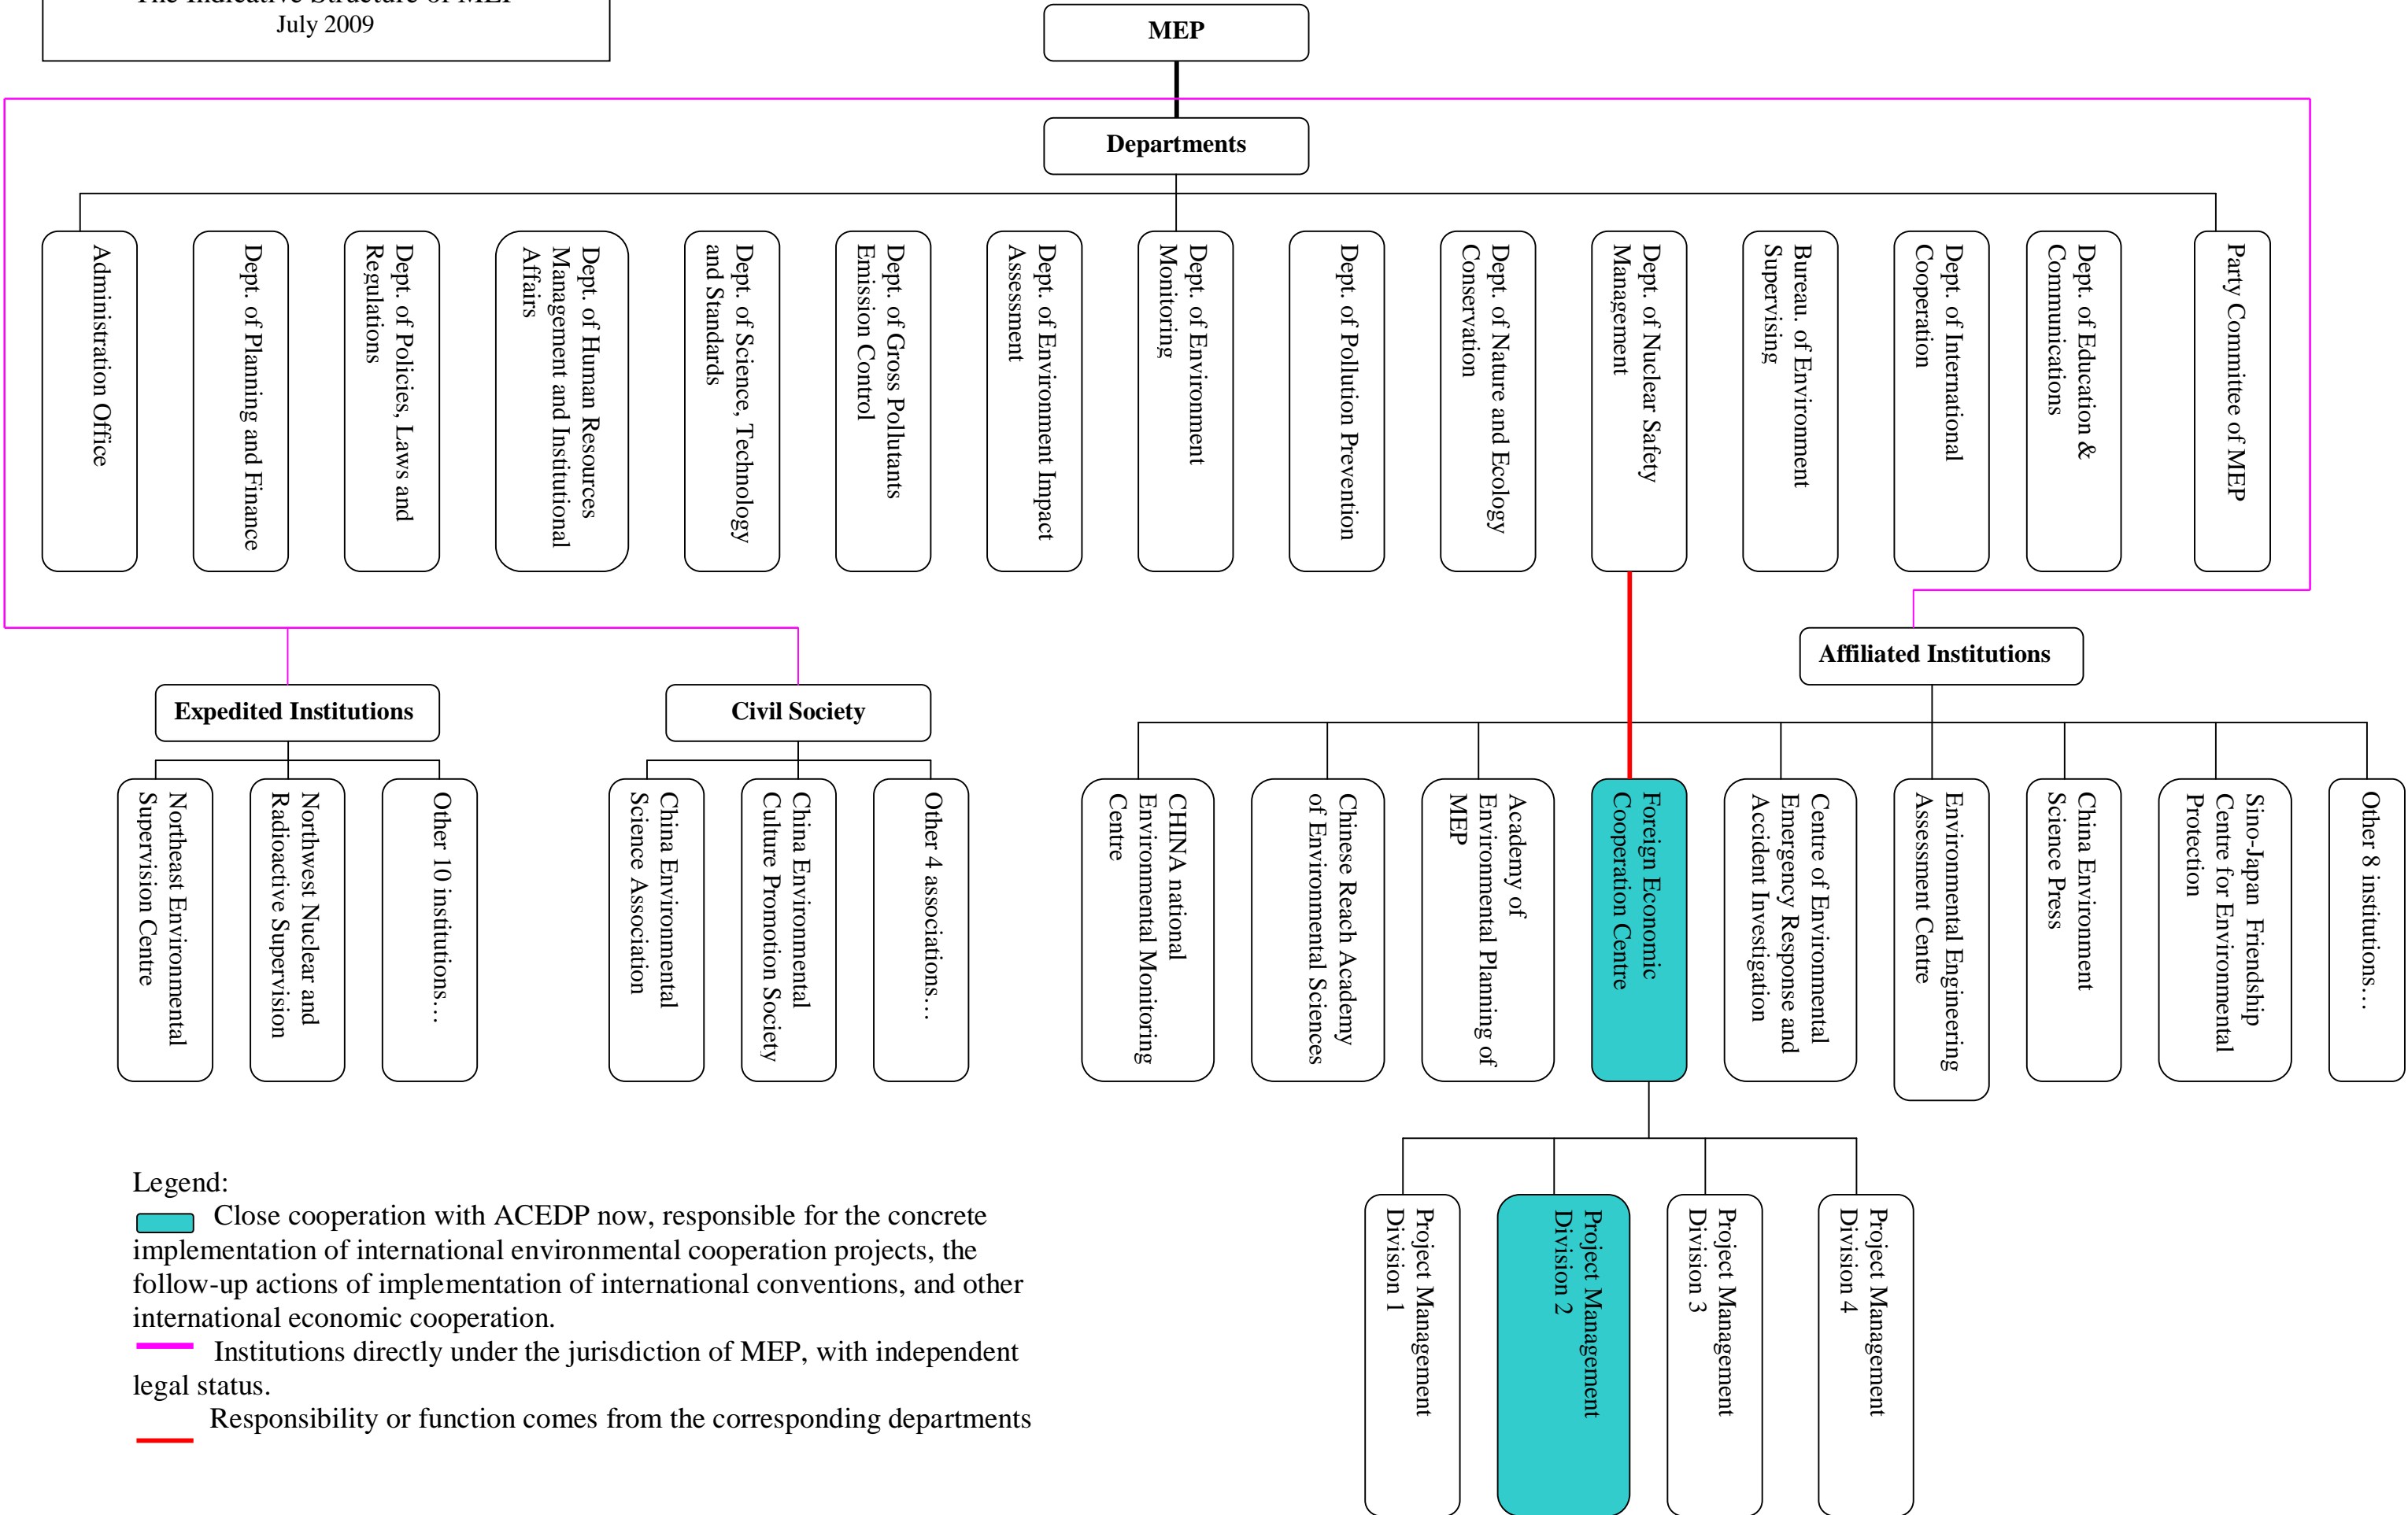 The Indicative Structure of MEP
July 2009
MEP
Departments
Administration Office
Dept. of Planning and Finance
Dept. of Policies, Laws and
Regulations
Dept. of Human Resources
Management and Institutional
Affairs
Dept. of Science, Technology
and Standards
Dept. of Gross Pollutants
Emission Control
Dept. of Environment Impact
Assessment
Dept. of Environment
Monitoring
Dept. of Pollution Prevention
Dept. of Nature and Ecology
Conservation
Dept. of Nuclear Safety
Management
Bureau. of Environment
Supervising
Dept. of International
Cooperation
Dept. of Education &
Communications
Party Committee of MEP
Expedited Institutions
Civil Society
Affiliated Institutions
Northeast Environmental
Supervision Centre
Northwest Nuclear and
Radioactive Supervision
Other 10 institutions…
China Environmental
Science Association
China Environmental
Culture Promotion Society
Other 4 associations…
CHINA national
Environmental Monitoring
Centre
Chinese Reach Academy
of Environmental Sciences
Academy of
Environmental Planning of
MEP
Foreign Economic
Cooperation Centre
Centre of Environmental
Emergency Response and
Accident Investigation
Environmental Engineering
Assessment Centre
China Environment
Science Press
Sino-Japan Friendship
Centre for Environmental
Protection
Other 8 institutions…
Project Management
Division 1
Project Management
Division 2
Project Management
Division 3
Project Management
Division 4
Legend:
Close cooperation with ACEDP now, responsible for the concrete
implementation of international environmental cooperation projects, the
follow-up actions of implementation of international conventions, and other
international economic cooperation.
Institutions directly under the jurisdiction of MEP, with independent
legal status.
Responsibility or function comes from the corresponding departments